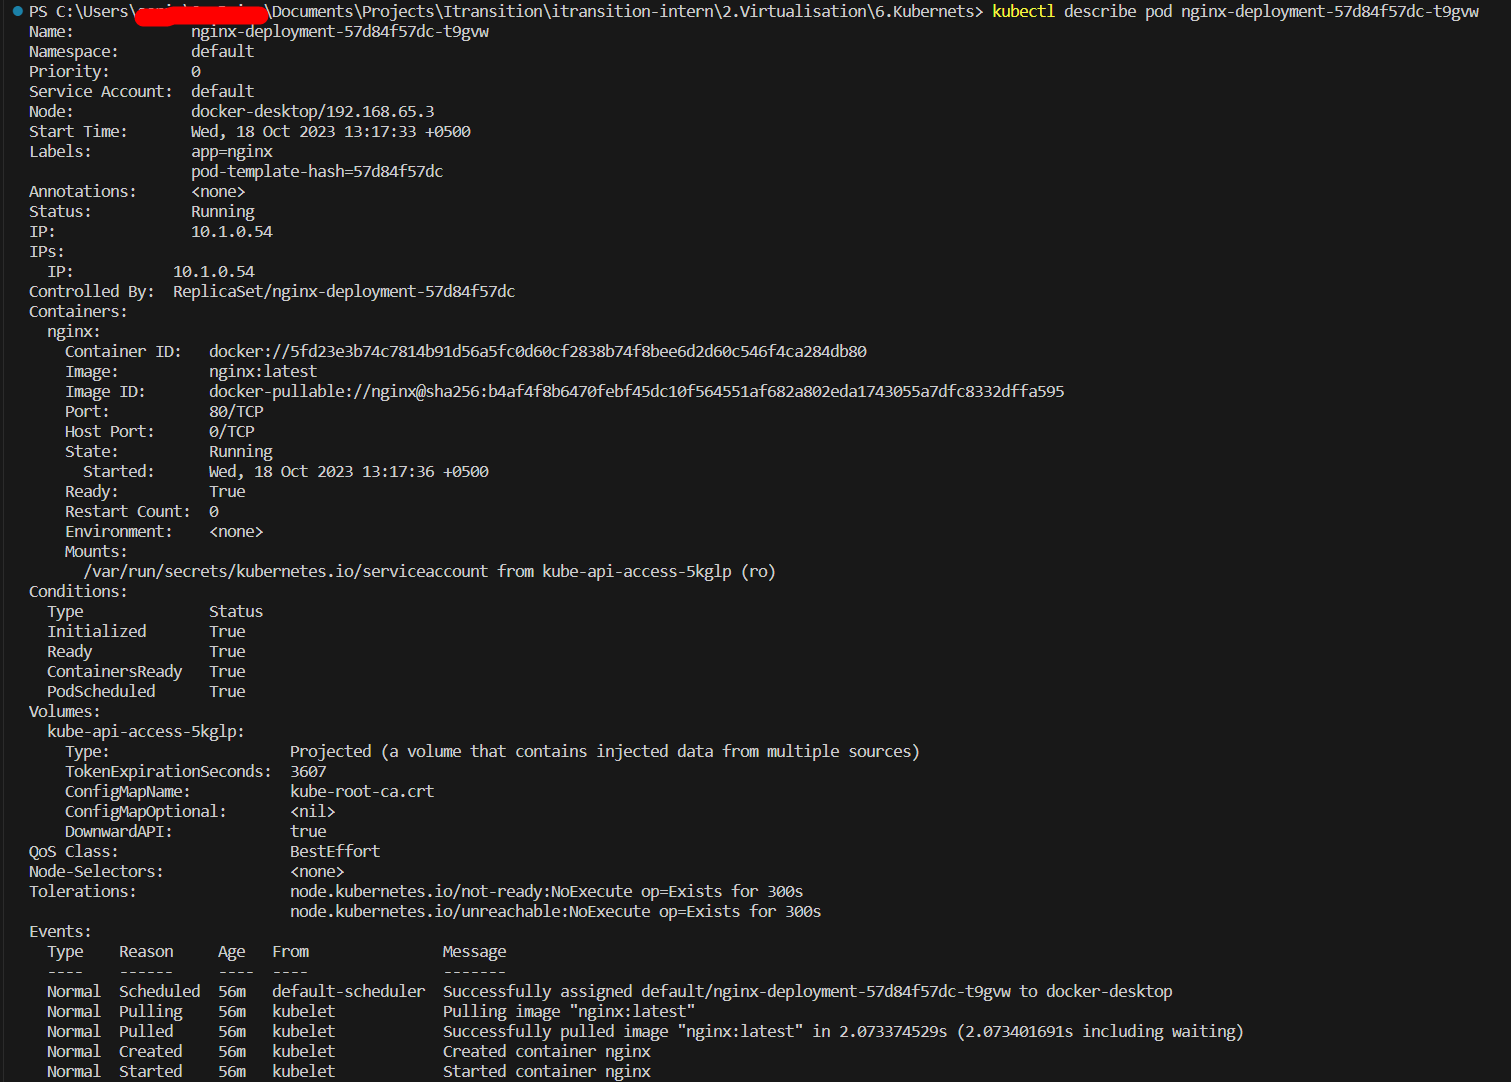 PS C:\Users\ \Documents\Projects\Itransition\itransition-intern\2.Virtualisation\6.Kubernets> kubectl describe pod nginx-deployment-57d84f57dc-t9gvw
Name:             nginx-deployment-57d84f57dc-t9gvw
Namespace:        default
Priority:         0
Service Account:  default
Node:             docker-desktop/192.168.65.3
Start Time:       Wed, 18 Oct 2023 13:17:33 +0500
Labels:           app=nginx
                  pod-template-hash=57d84f57dc
Annotations:      <none>
Status:           Running
IP:               10.1.0.54
IPs:
  IP:           10.1.0.54
Controlled By:  ReplicaSet/nginx-deployment-57d84f57dc
Containers:
  nginx:
    Container ID:   docker://5fd23e3b74c7814b91d56a5fc0d60cf2838b74f8bee6d2d60c546f4ca284db80
    Image:          nginx:latest
    Image ID:       docker-pullable://nginx@sha256:b4af4f8b6470febf45dc10f564551af682a802eda1743055a7dfc8332dffa595
    Port:           80/TCP
    Host Port:      0/TCP
    State:          Running
      Started:      Wed, 18 Oct 2023 13:17:36 +0500
    Ready:          True
    Restart Count:  0
    Environment:    <none>
    Mounts:
      /var/run/secrets/kubernetes.io/serviceaccount from kube-api-access-5kglp (ro)
Conditions:
  Type              Status
  Initialized       True
  Ready             True
  ContainersReady   True
  PodScheduled      True
Volumes:
  kube-api-access-5kglp:
    Type:                    Projected (a volume that contains injected data from multiple sources)
    TokenExpirationSeconds:  3607
    ConfigMapName:           kube-root-ca.crt
    ConfigMapOptional:       <nil>
    DownwardAPI:             true
QoS Class:                   BestEffort
Node-Selectors:              <none>
Tolerations:                 node.kubernetes.io/not-ready:NoExecute op=Exists for 300s
                             node.kubernetes.io/unreachable:NoExecute op=Exists for 300s
Events:
  Type    Reason     Age   From               Message
  ----    ------     ----  ----               -------
  Normal  Scheduled  56m   default-scheduler  Successfully assigned default/nginx-deployment-57d84f57dc-t9gvw to docker-desktop
  Normal  Pulling    56m   kubelet            Pulling image "nginx:latest"
  Normal  Pulled     56m   kubelet            Successfully pulled image "nginx:latest" in 2.073374529s (2.073401691s including waiting)
  Normal  Created    56m   kubelet            Created container nginx
  Normal  Started    56m   kubelet            Started container nginx